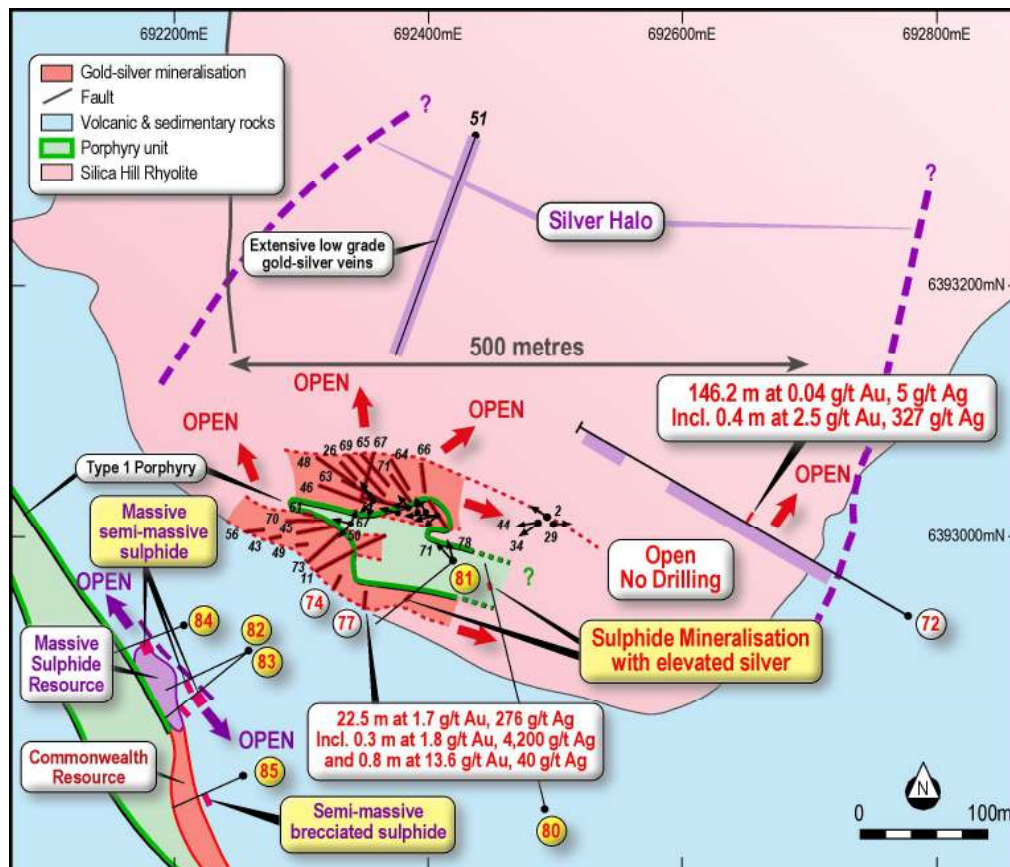 692200mE
692400mE
692600mE
692800mE
Gold-silver mineralisation
Fault
Volcanic & sedimentary rocks
Porphyry unit
Silica Hill Rhyolite
?
51
?
Silver Halo
Extensive low grade
gold-silver veins
6393200mN
500 metres
OPEN
OPEN
OPEN
146.2 m at 0.04 g/t Au, 5 g/t Ag
Incl. 0.4 m at 2.5 g/t Au, 327 g/t Ag
OPEN
Type 1 Porphyry
48
26
69
65
67
64
66
71
63
46
61
70
67
50
56
43
45
49
73
11
44
2
34
29
6393000mN
71
78
81
?
Open
No Drilling
Massive
semi-massive
sulphide
OPEN
74
77
72
84
82
83
Massive
Sulphide
Resource
Sulphide Mineralisation
with elevated silver
22.5 m at 1.7 g/t Au, 276 g/t Ag
Incl. 0.3 m at 1.8 g/t Au, 4,200 g/t Ag
and 0.8 m at 13.6 g/t Au, 40 g/t Ag
OPEN
Commonwealth
Resource
85
Semi-massive
brecciated sulphide
80
N
0
100m